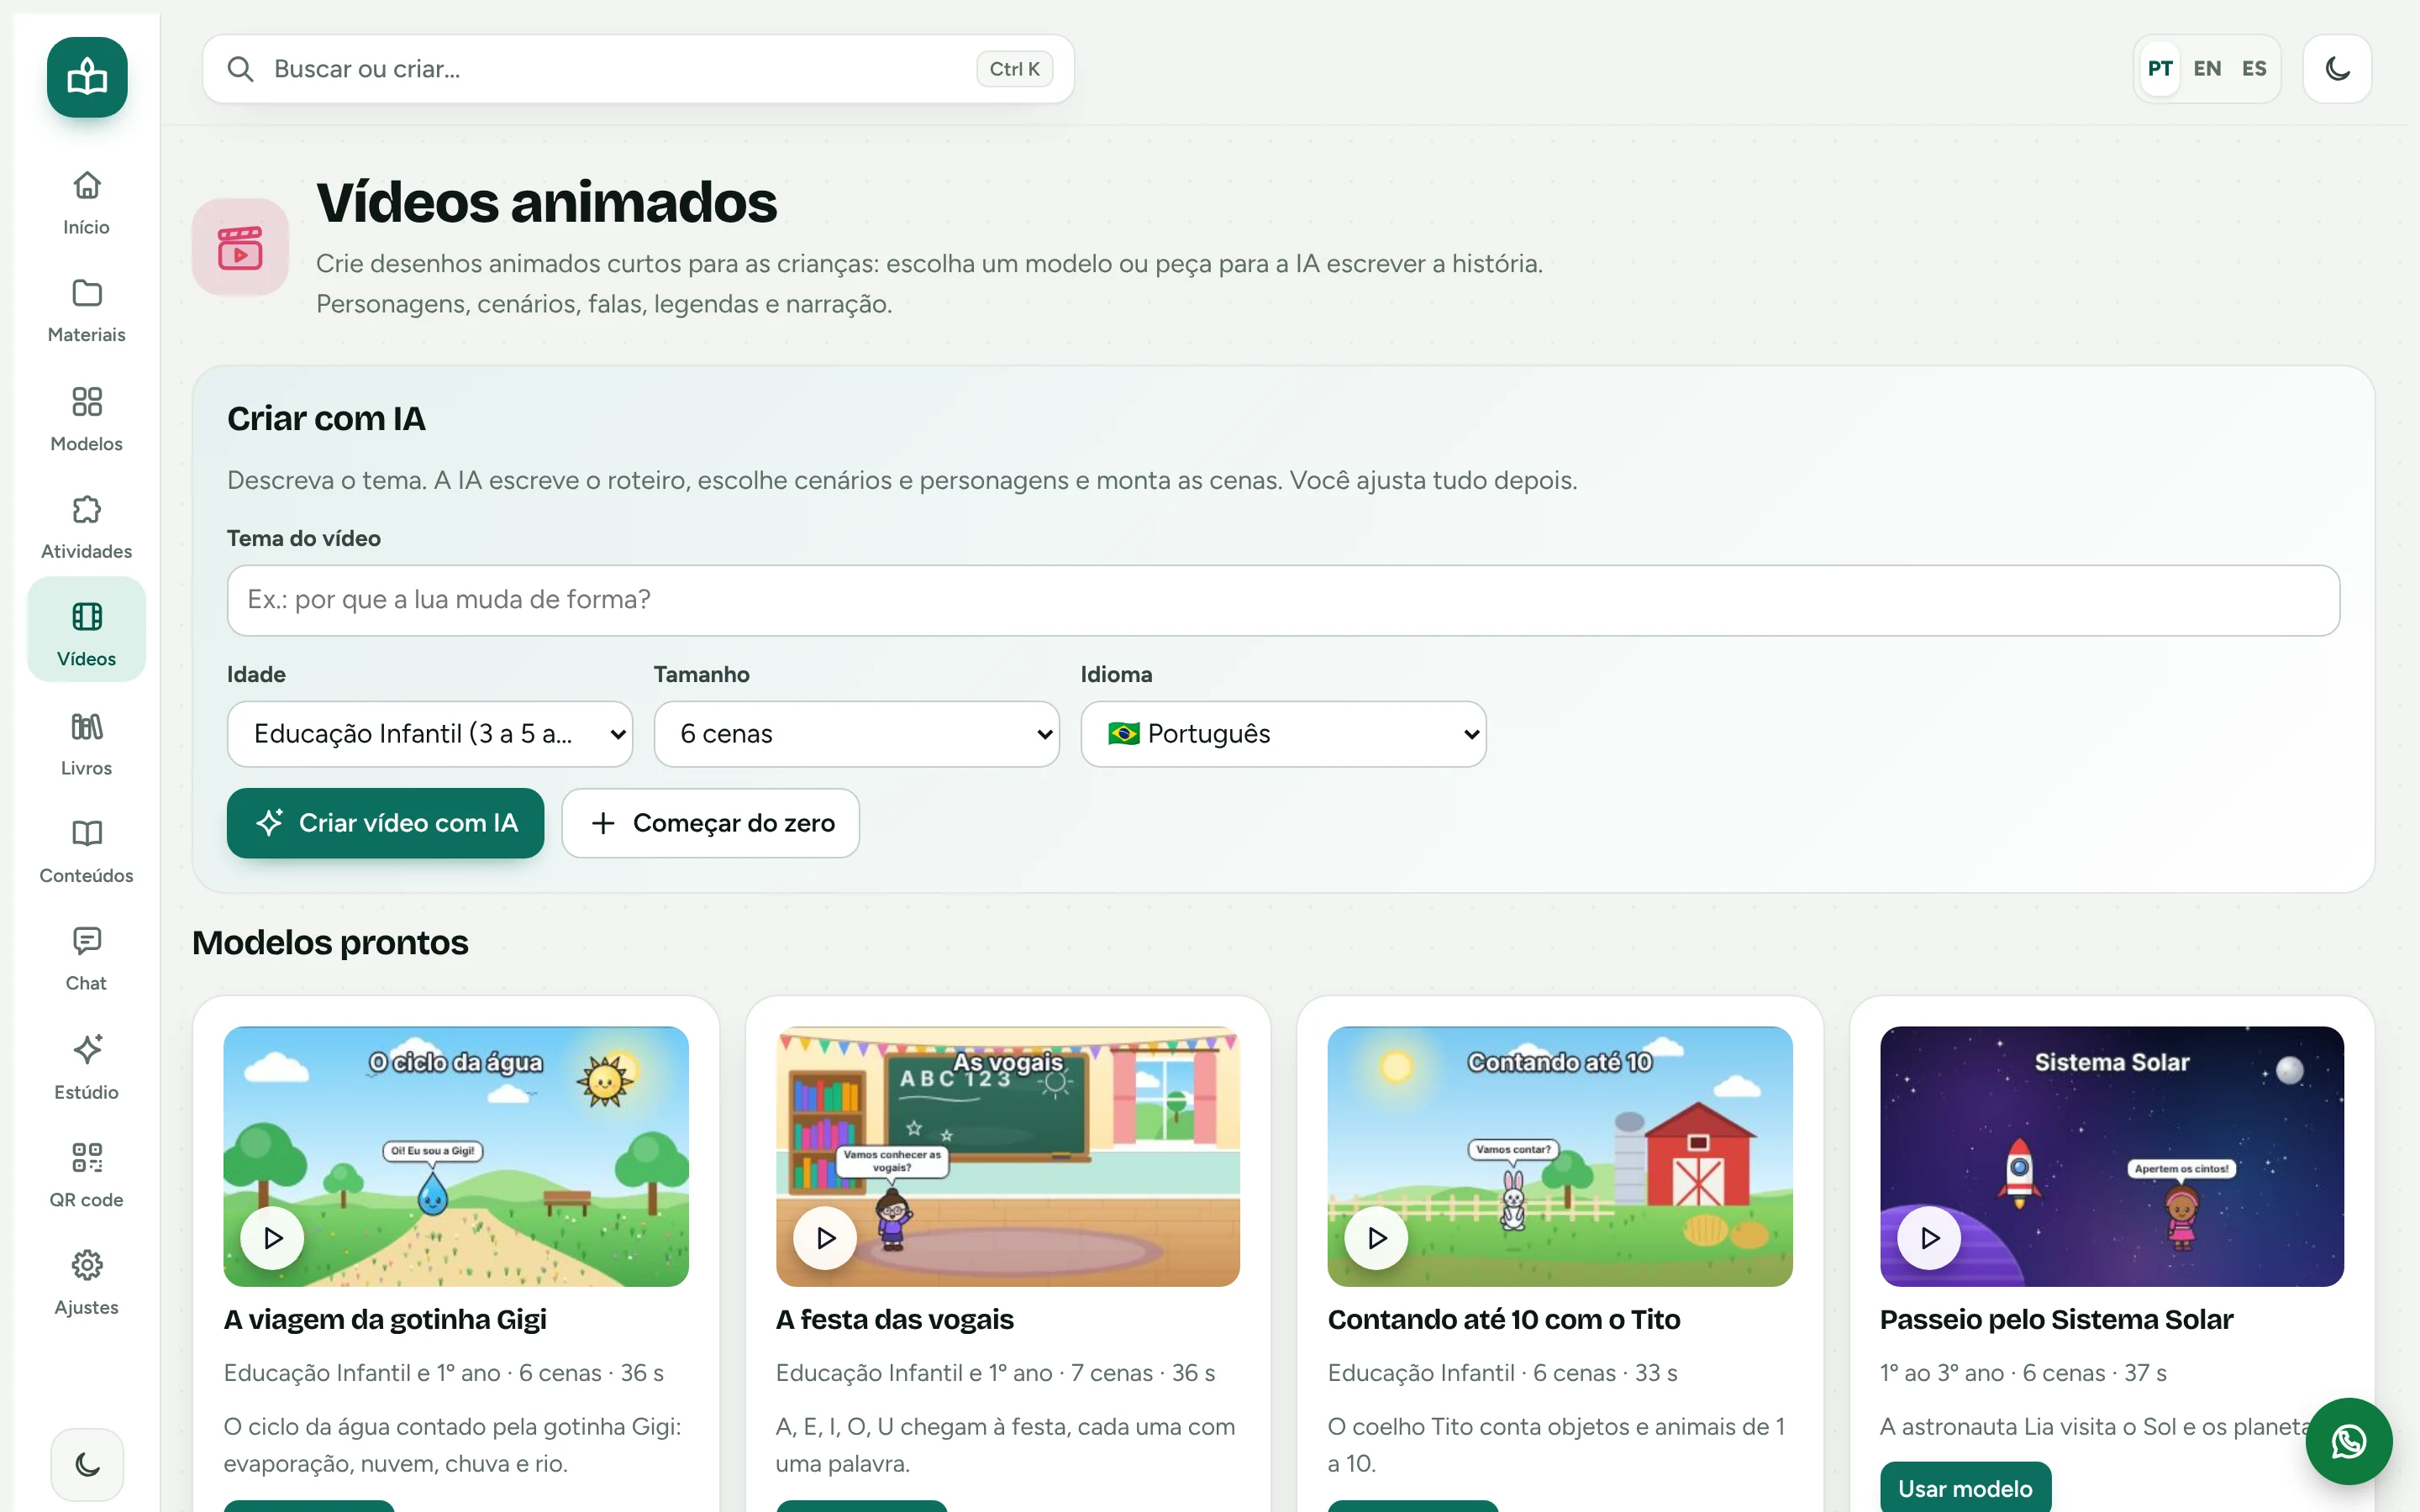 Buscar ou criar...
Ctrl K
PT EN ES
Início
Materiais
Modelos
Atividades
Vídeos
Livros
Conteúdos
Chat
Estúdio
QR code
Ajustes
Vídeos animados
Crie desenhos animados curtos para as crianças: escolha um modelo ou peça para a IA escrever a história.
Personagens, cenários, falas, legendas e narração.
Criar com IA
Descreva o tema. A IA escreve o roteiro, escolhe cenários e personagens e monta as cenas. Você ajusta tudo depois.
Tema do vídeo
Ex.: por que a lua muda de forma?
Idade
Tamanho
Idioma
Educação Infantil (3 a 5 a...
6 cenas
Português
Criar vídeo com IA
Começar do zero
Modelos prontos
O ciclo da água
Oi! Eu sou a Gigi!
A viagem da gotinha Gigi
Educação Infantil e 1º ano · 6 cenas · 36 s
O ciclo da água contado pela gotinha Gigi:
evaporação, nuvem, chuva e rio.
As vogais
ABC 123
Vamos conhecer as
vogais?
A festa das vogais
Educação Infantil e 1º ano · 7 cenas · 36 s
A, E, I, O, U chegam à festa, cada uma com
uma palavra.
Contando até 10
Vamos contar?
Contando até 10 com o Tito
Educação Infantil · 6 cenas · 33 s
O coelho Tito conta objetos e animais de 1
a 10.
Sistema Solar
Apertem os cintos!
Passeio pelo Sistema Solar
1º ao 3º ano · 6 cenas · 37 s
A astronauta Lia visita o Sol e os planeta
Usar modelo